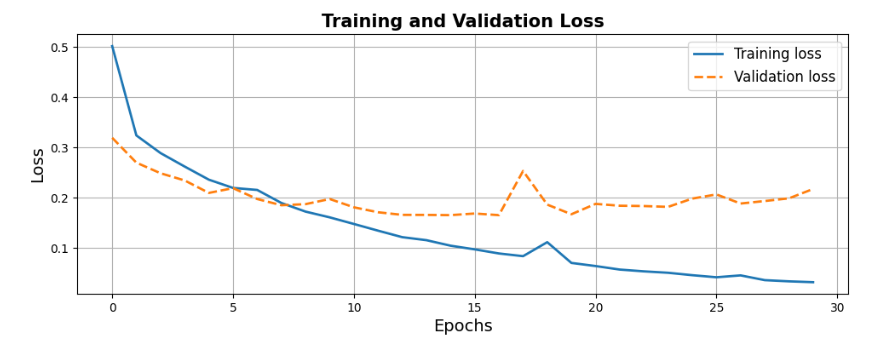 Training and Validation Loss
Training loss
Validation loss
Loss
0.5
0.4
0.3
0.2
0.1
0 5 10 15 20 25 30
Epochs